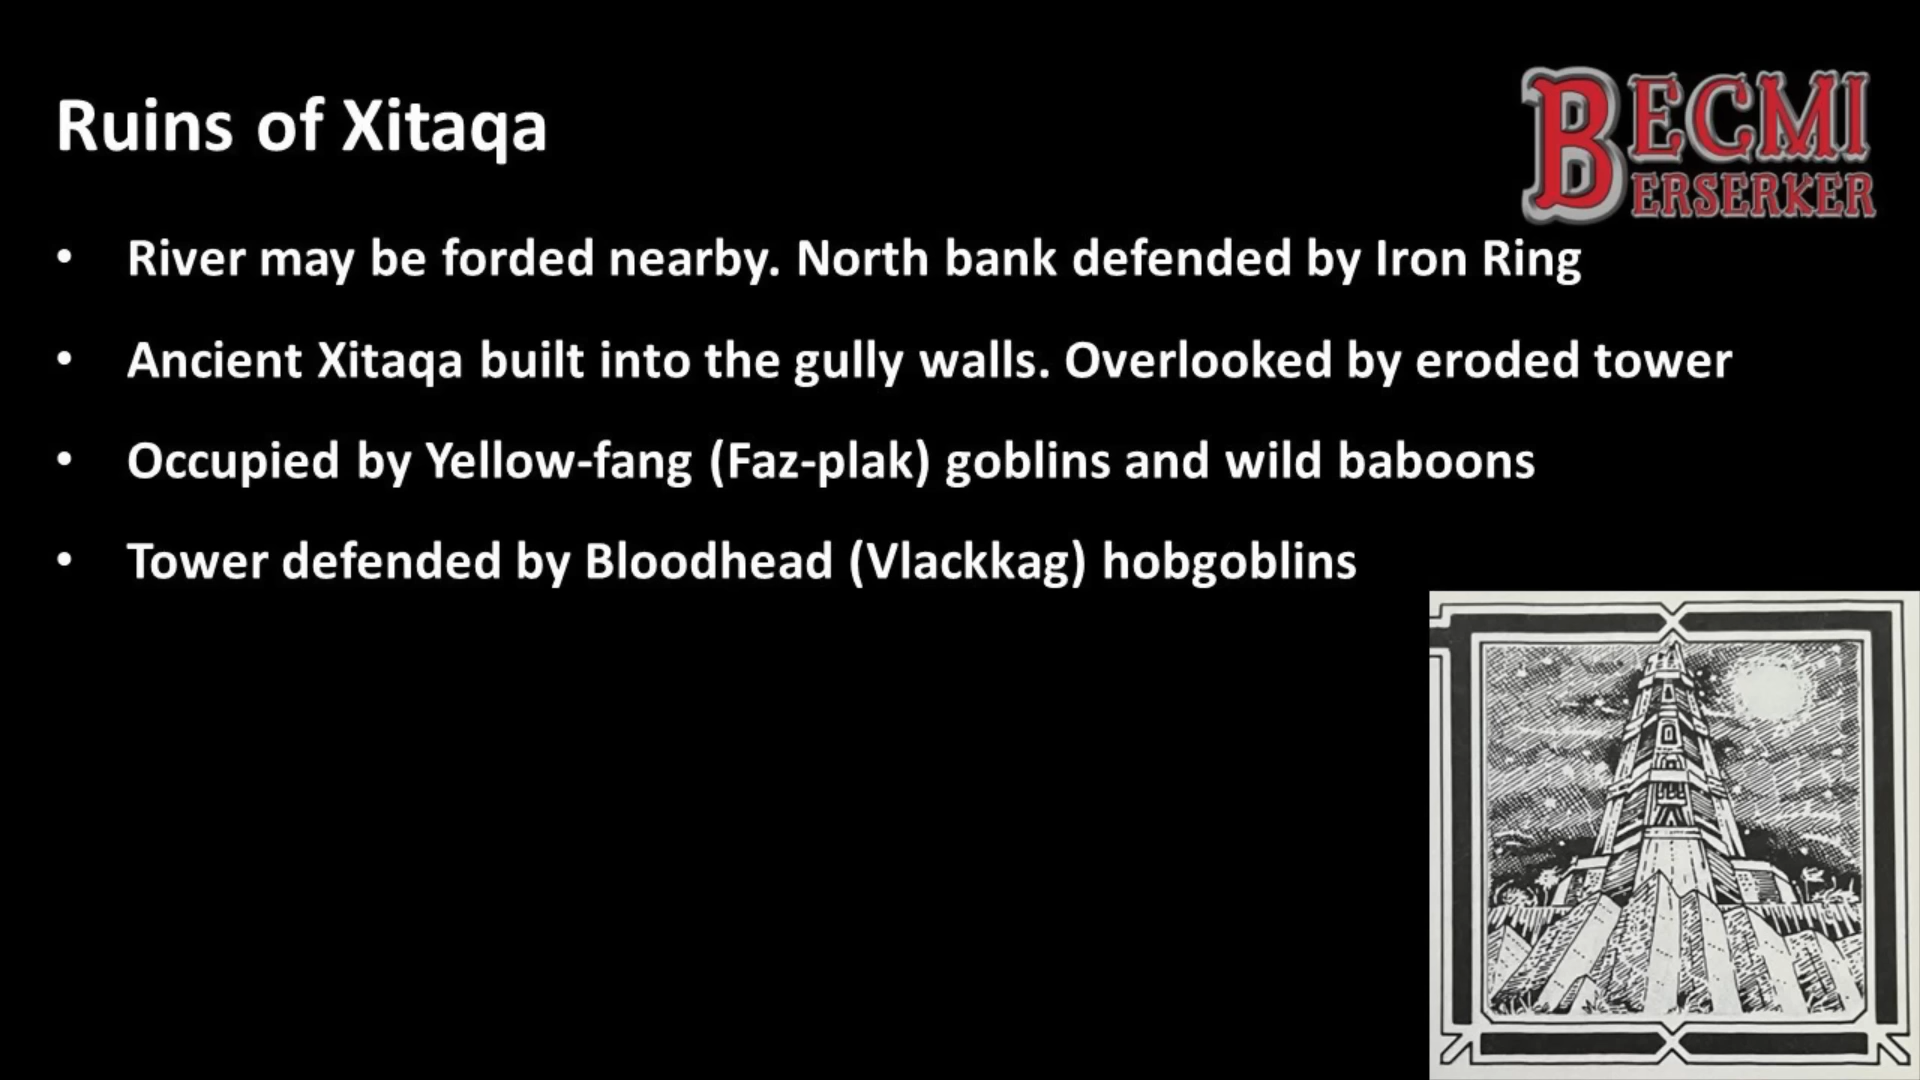 Ruins of Xitaqa
BECMI
BERSERKER
• River may be forded nearby. North bank defended by Iron Ring
• Ancient Xitaqa built into the gully walls. Overlooked by eroded tower
• Occupied by Yellow-fang (Faz-plak) goblins and wild baboons
• Tower defended by Bloodhead (Vlackkag) hobgoblins